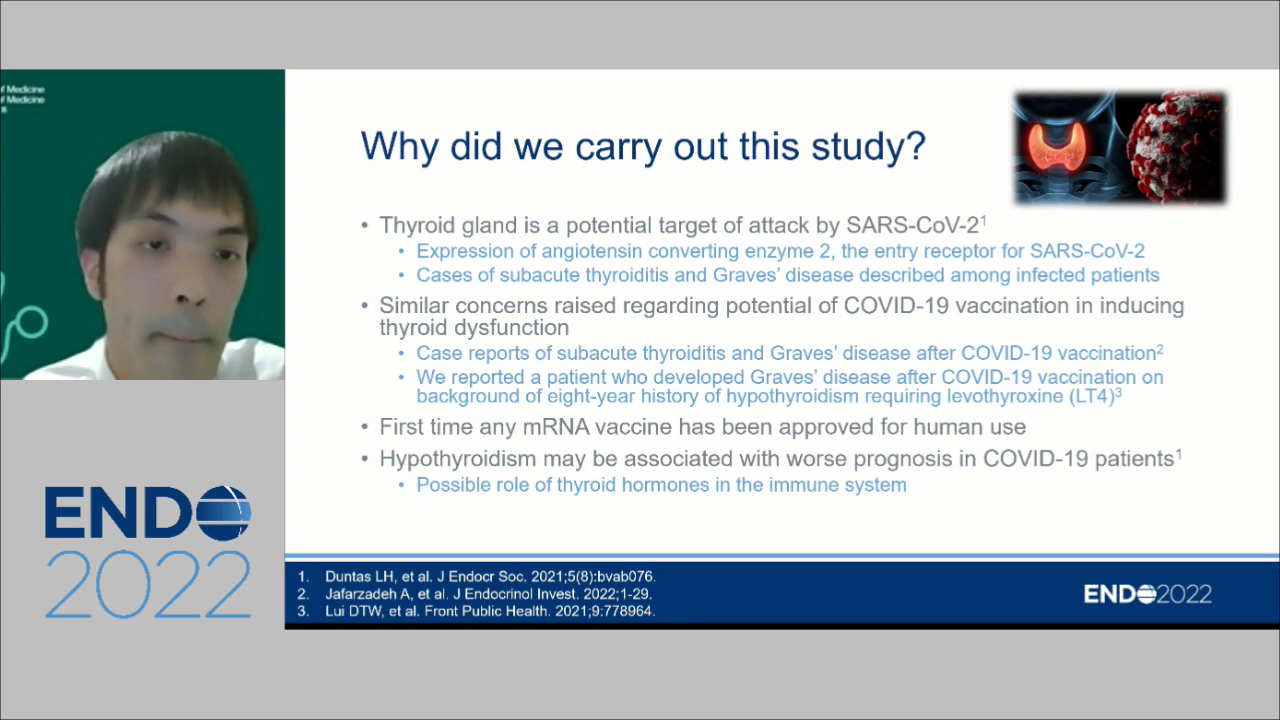 f Medicine
f Medicine
Why did we carry out this study?
• Thyroid gland is a potential target of attack by SARS-CoV-2¹
• Expression of angiotensin converting enzyme 2, the entry receptor for SARS-CoV-2
• Cases of subacute thyroiditis and Graves’ disease described among infected patients
• Similar concerns raised regarding potential of COVID-19 vaccination in inducing
thyroid dysfunction
• Case reports of subacute thyroiditis and Graves’ disease after COVID-19 vaccination²
• We reported a patient who developed Graves’ disease after COVID-19 vaccination on
background of eight-year history of hypothyroidism requiring levothyroxine (LT4)³
• First time any mRNA vaccine has been approved for human use
• Hypothyroidism may be associated with worse prognosis in COVID-19 patients¹
• Possible role of thyroid hormones in the immune system
ENDO
2022
1. Duntas LH, et al. J Endocr Soc. 2021;5(8):bvab076.
2. Jafarzadeh A, et al. J Endocrinol Invest. 2022;1-29.
3. Lui DTW, et al. Front Public Health. 2021;9:778964.
ENDO2022